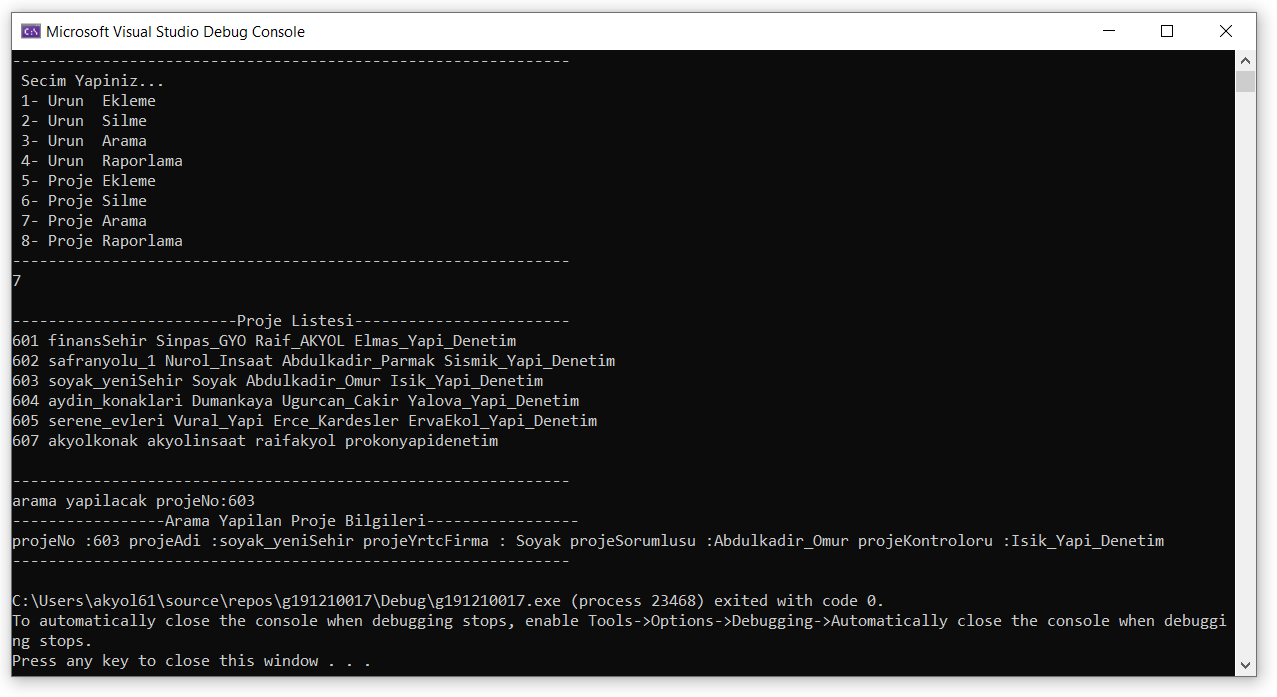 Microsoft Visual Studio Debug Console
--------------------------------------------------------------
Secim Yapiniz...
1- Urun  Ekleme
2- Urun  Silme
3- Urun  Arama
4- Urun  Raporlama
5- Proje Ekleme
6- Proje Silme
7- Proje Arama
8- Proje Raporlama
--------------------------------------------------------------
7
-------------------------Proje Listesi------------------------
601 finansSehir Sinpas_GYO Raif_AKYOL Elmas_Yapi_Denetim
602 safranyolu_1 Nurol_Insaat Abdulkadir_Parmak Sismik_Yapi_Denetim
603 soyak_yeniSehir Soyak Abdulkadir_Omur Isik_Yapi_Denetim
604 aydin_konaklari Dumankaya Ugurcan_Cakir Yalova_Yapi_Denetim
605 serene_evleri Vural_Yapi Erce_Kardesler ErvaEkol_Yapi_Denetim
607 akyolkonak akyolinsaat raifakyol prokonyapidenetim
--------------------------------------------------------------
arama yapilacak projeNo:603
-----------------Arama Yapilan Proje Bilgileri-----------------
projeNo :603 projeAdi :soyak_yeniSehir projeYrtcFirma : Soyak projeSorumlusu :Abdulkadir_Omur projeKontroloru :Isik_Yapi_Denetim
--------------------------------------------------------------
C:\Users\akyol61\source\repos\g191210017\Debug\g191210017.exe (process 23468) exited with code 0.
To automatically close the console when debugging stops, enable Tools->Options->Debugging->Automatically close the console when debuggi
ng stops.
Press any key to close this window . . .